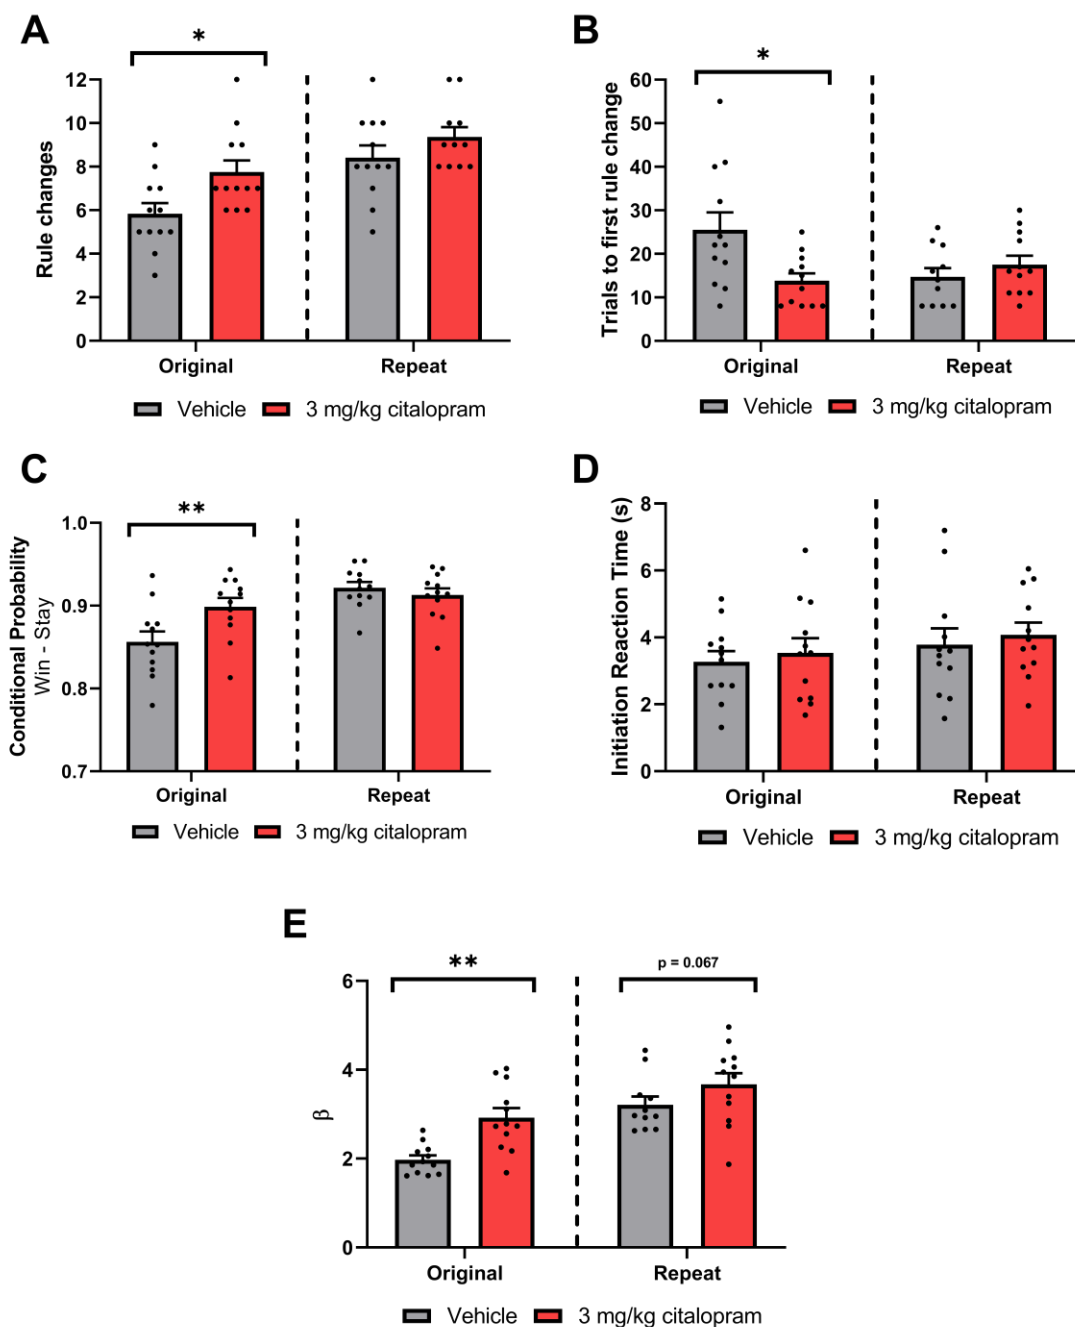 A
*
Rule changes
12
10
8
6
4
2
0
Original
Repeat
Vehicle
3 mg/kg citalopram
B
*
Trials to first rule change
60
50
40
30
20
10
0
Original
Repeat
Vehicle
3 mg/kg citalopram
C
**
Conditional Probability
Win - Stay
1.0
0.9
0.8
0.7
Original
Repeat
Vehicle
3 mg/kg citalopram
D
Initiation Reaction Time (s)
8
6
4
2
0
Original
Repeat
Vehicle
3 mg/kg citalopram
E
**
p = 0.067
β
6
4
2
0
Original
Repeat
Vehicle
3 mg/kg citalopram